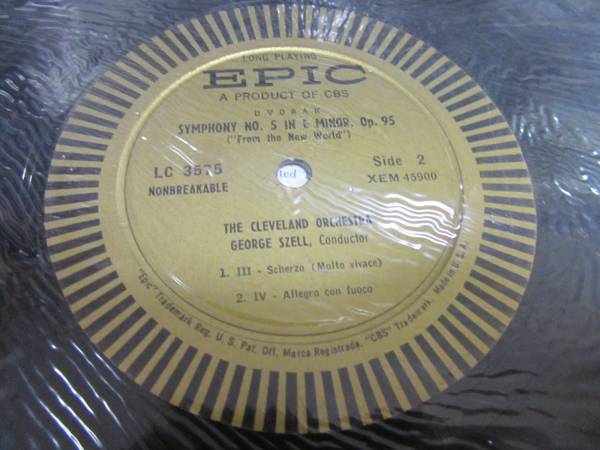 LONG PLAYING
EPIC
A PRODUCT OF CBS
DVOŘÁK
SYMPHONY NO. 5 IN E MINOR, Op. 95
("From the New World")
LC 3575
NONBREAKABLE
ted
Side 2
XEM 45900
THE CLEVELAND ORCHESTRA
GEORGE SZELL, Conductor
1. III - Scherzo (Molto vivace)
2. IV - Allegro con fuoco
"Epic" Trademark Reg. U. S. Pat. Off. Marca Registrada. "CBS" Trademark. Made in U.S.A.